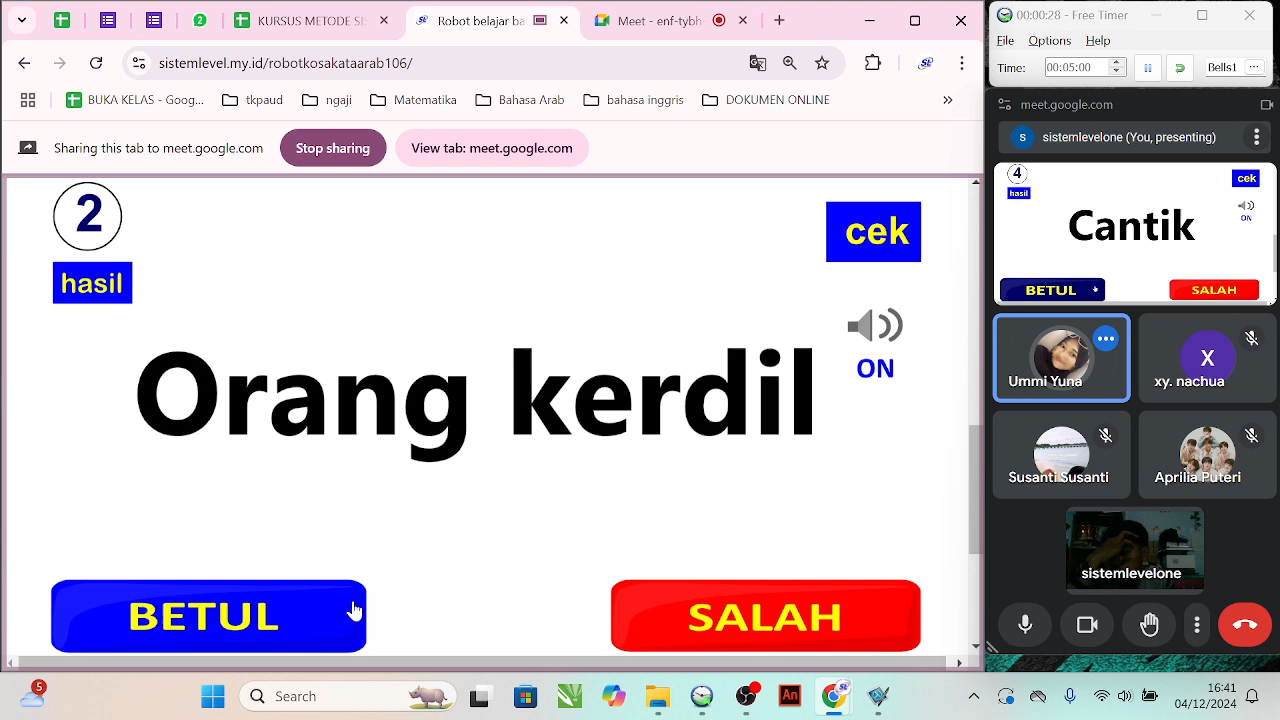 2
KURSUS METODE SI
Robot belajar ba
Meet - enf-tybh
sistemlevel.my.id/robotkosakataarab106/
BUKA KELAS - Goog...
tkpaud
ngaji
Matematika
Bahasa Arab
bahasa inggris
DOKUMEN ONLINE
Sharing this tab to meet.google.com
Stop sharing
View tab: meet.google.com
2
cek
hasil
ON
Orang kerdil
BETUL
SALAH
00:00:28 - Free Timer
File Options Help
Time: 00:05:00
Bells1 ...
meet.google.com
s
sistemlevelone (You, presenting)
4
cek
hasil
ON
Cantik
BETUL
SALAH
Ummi Yuna
X
xy. nachua
Susanti Susanti
Aprilia Puteri
sistemlevelone
5
Search
An
16:41
04/12/2024